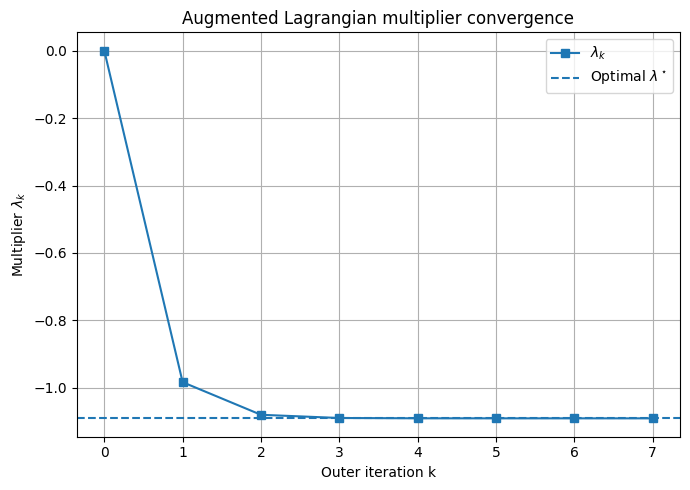 Augmented Lagrangian multiplier convergence
λₖ
Optimal λ⋆
0.0
−0.2
−0.4
−0.6
−0.8
−1.0
Multiplier λₖ
0 1 2 3 4 5 6 7
Outer iteration k